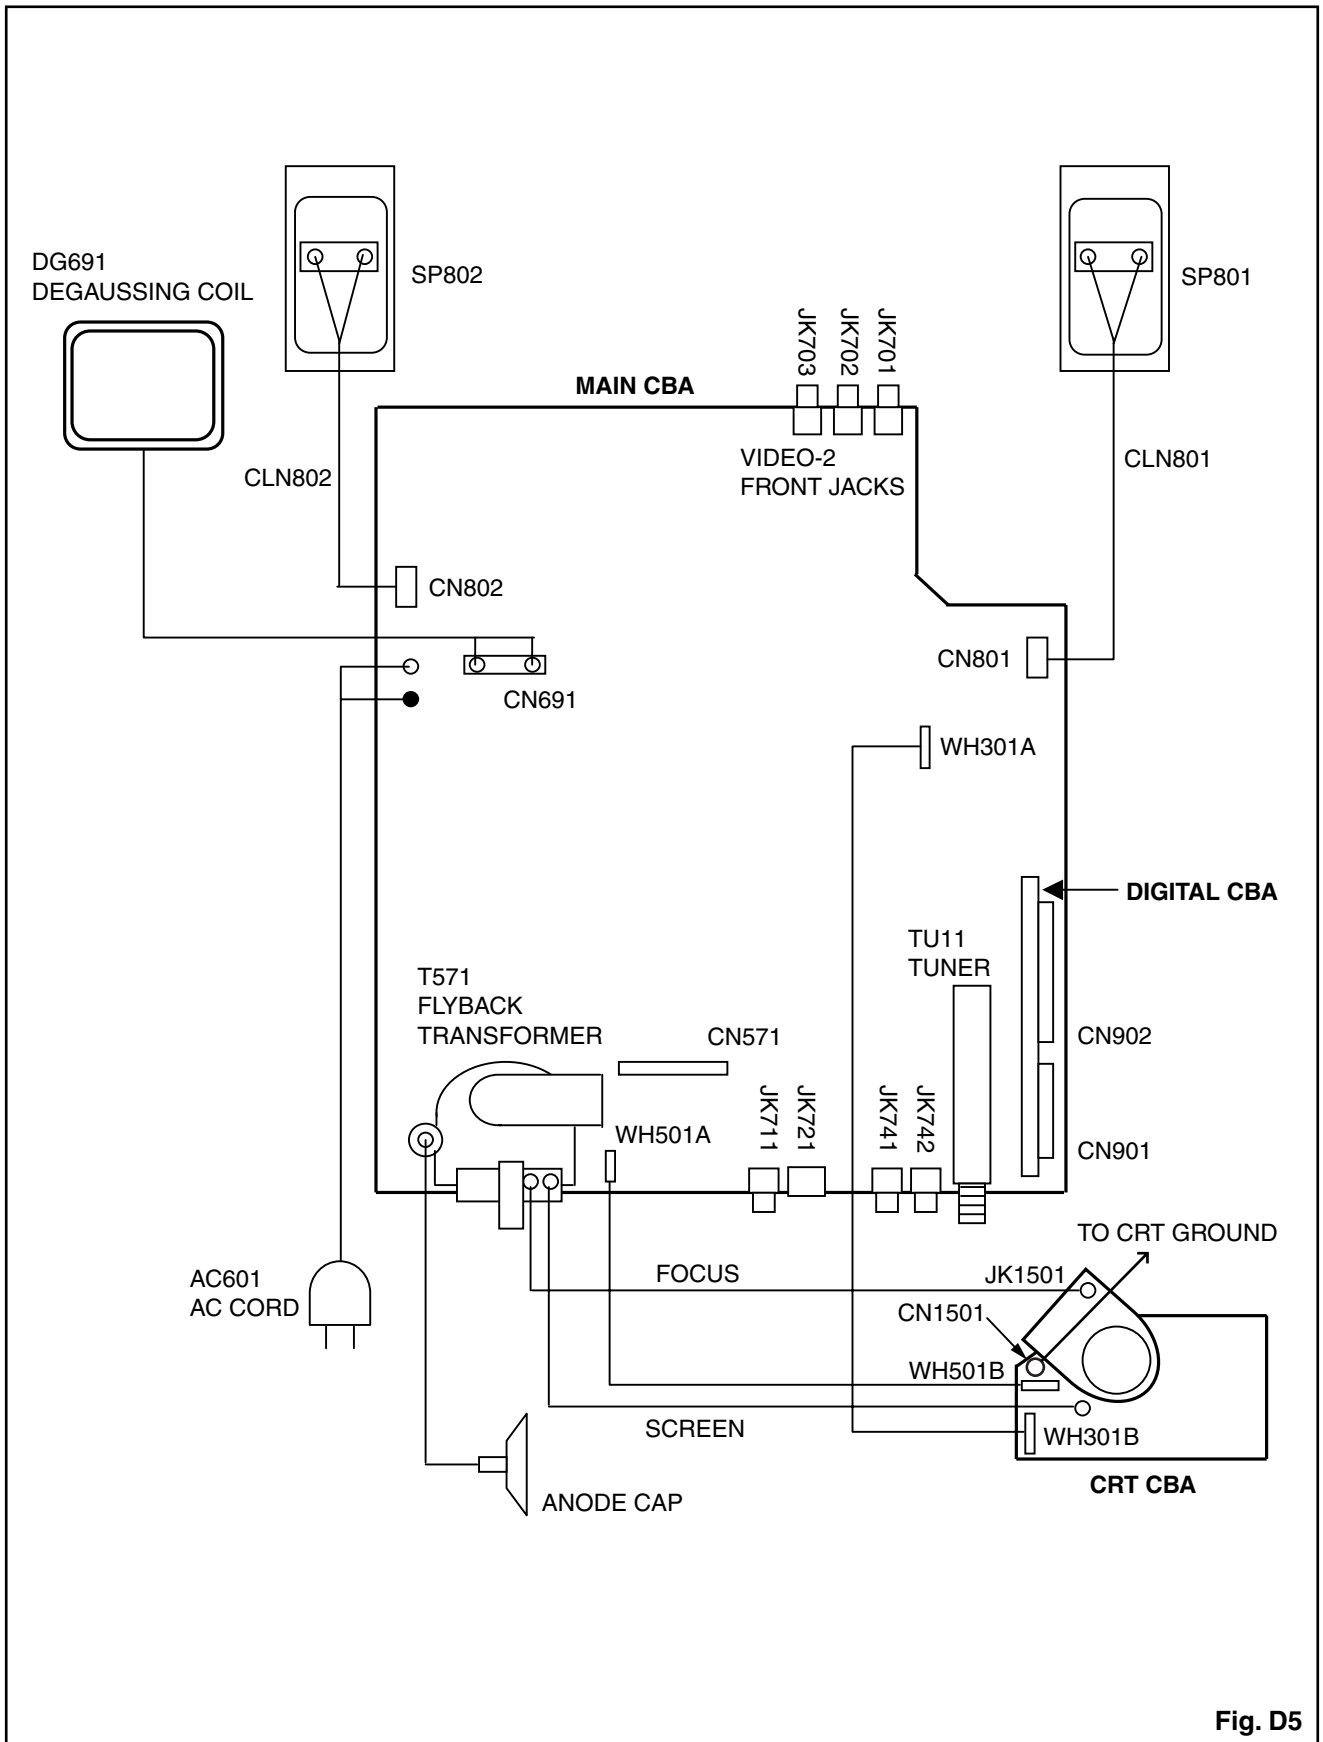 DG691
DEGAUSSING COIL
SP802
SP801
JK703
JK702
JK701
MAIN CBA
VIDEO-2
FRONT JACKS
CLN802
CLN801
CN802
CN801
CN691
WH301A
DIGITAL CBA
TU11
TUNER
T571
FLYBACK
TRANSFORMER
CN571
CN902
JK711
JK721
JK741
JK742
WH501A
CN901
TO CRT GROUND
AC601
AC CORD
FOCUS
JK1501
CN1501
WH501B
SCREEN
WH301B
CRT CBA
ANODE CAP
Fig. D5